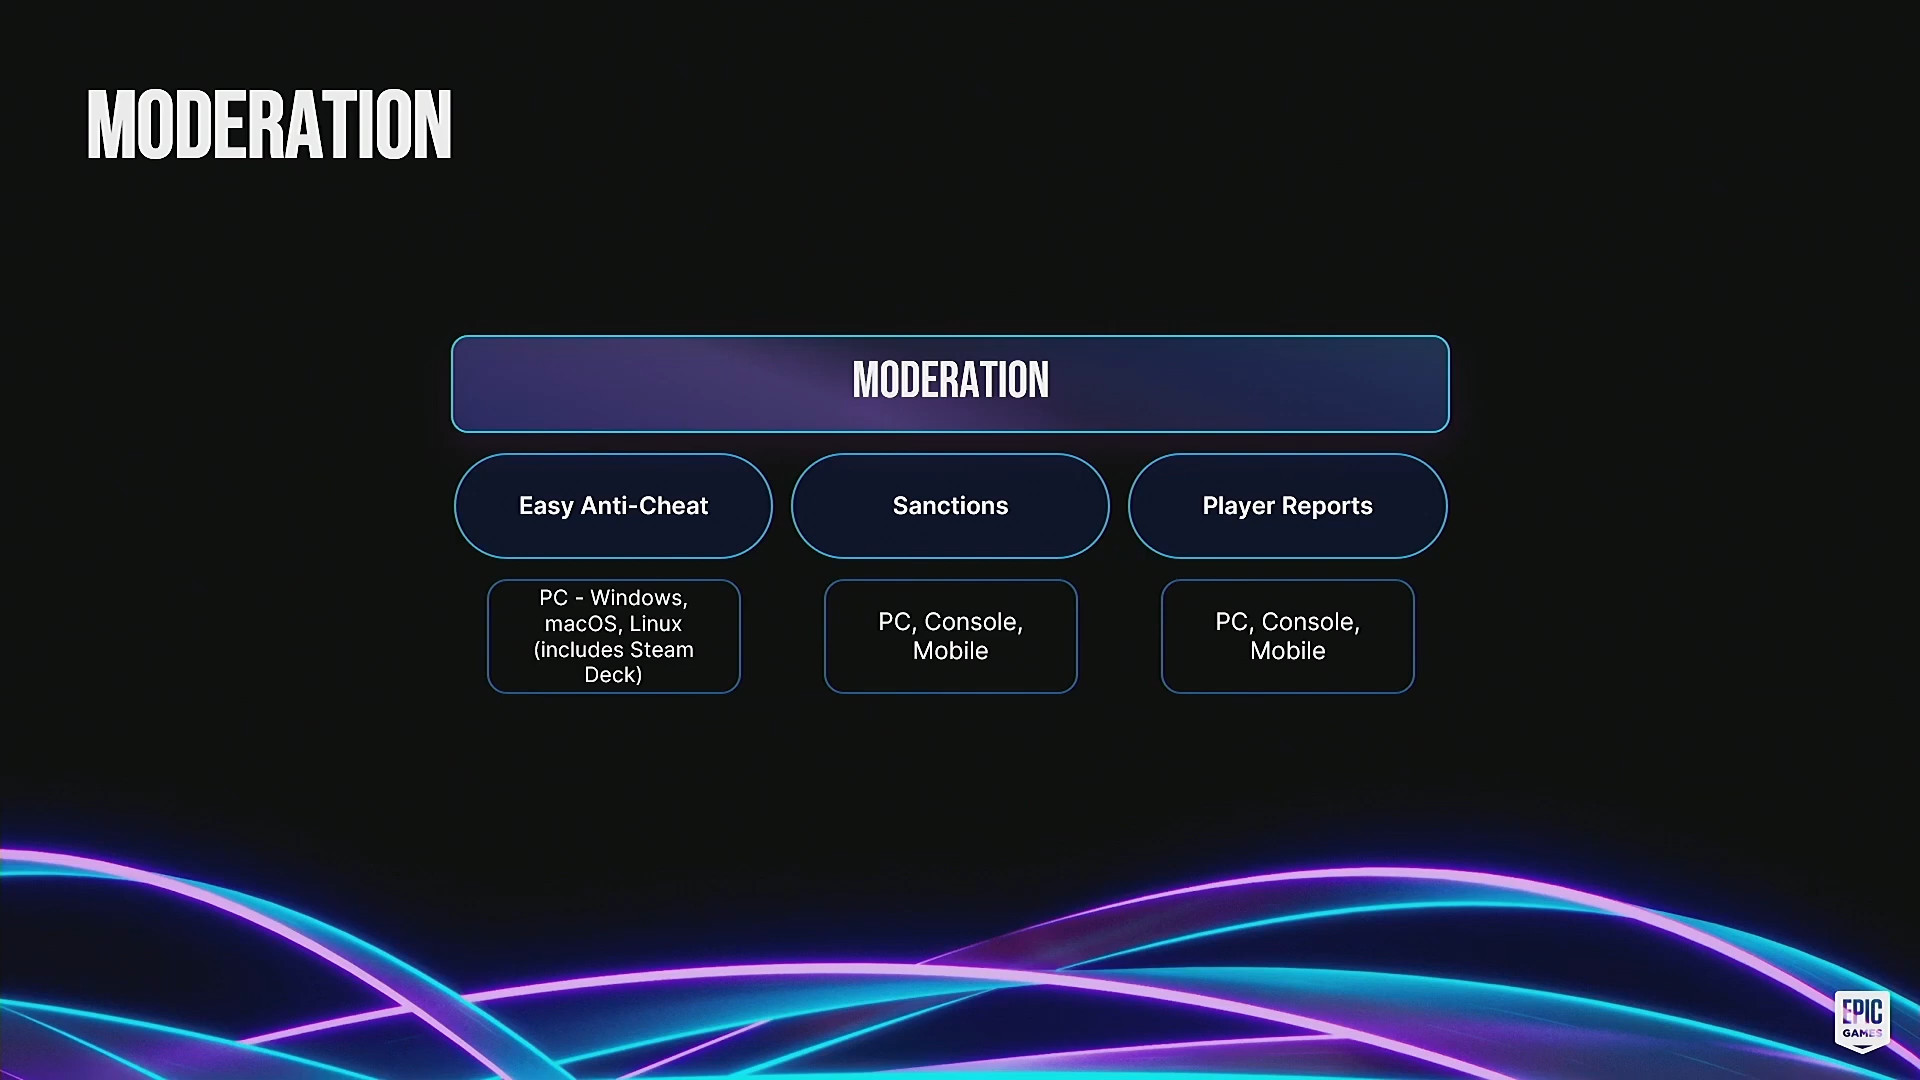 MODERATION
MODERATION
Easy Anti-Cheat
Sanctions
Player Reports
PC - Windows,
macOS, Linux
(includes Steam
Deck)
PC, Console,
Mobile
PC, Console,
Mobile
EPIC
GAMES